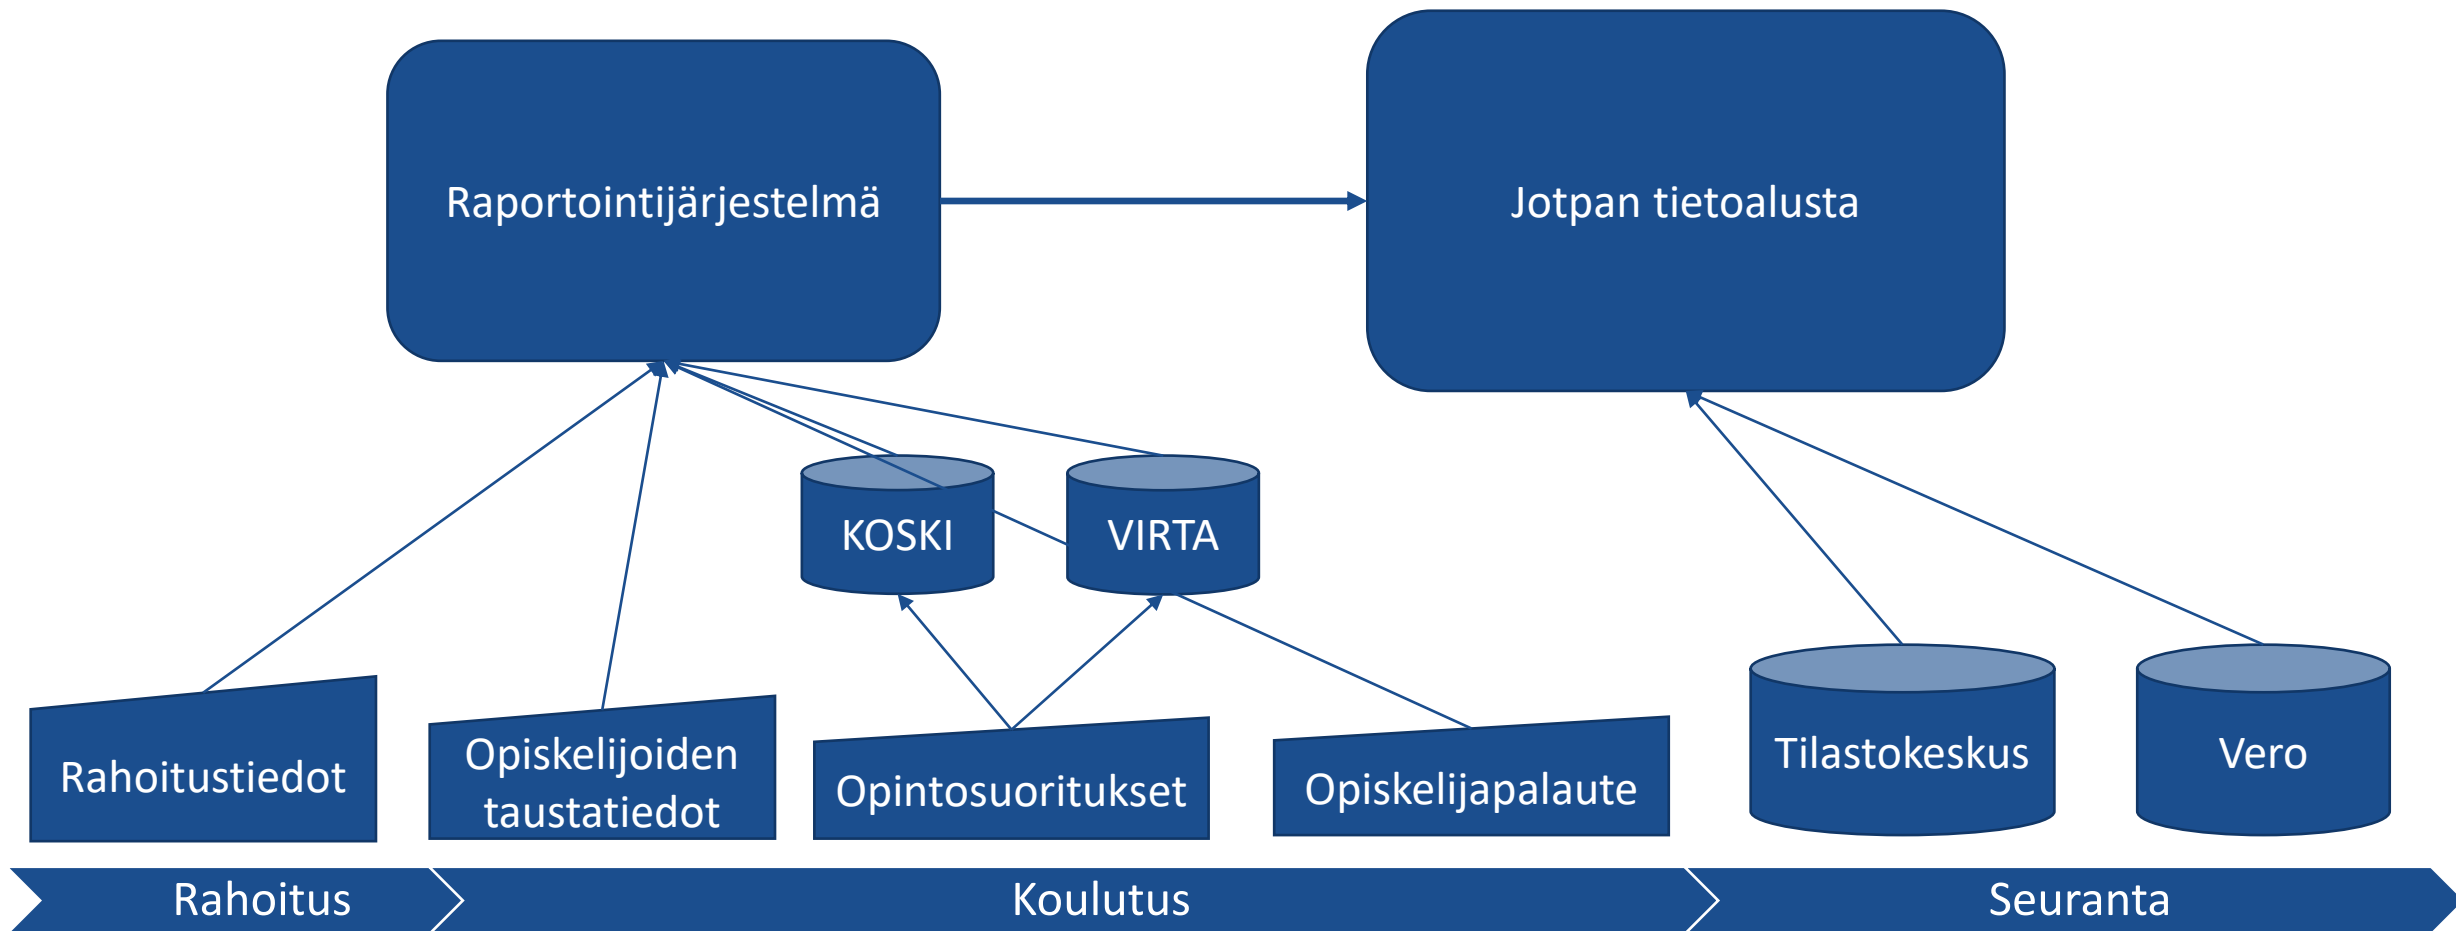 Raportointijärjestelmä
Jotpan tietoalusta
KOSKI
VIRTA
Rahoitustiedot
Opiskelijoiden
taustatiedot
Opintosuoritukset
Opiskelijapalaute
Tilastokeskus
Vero
Rahoitus
Koulutus
Seuranta